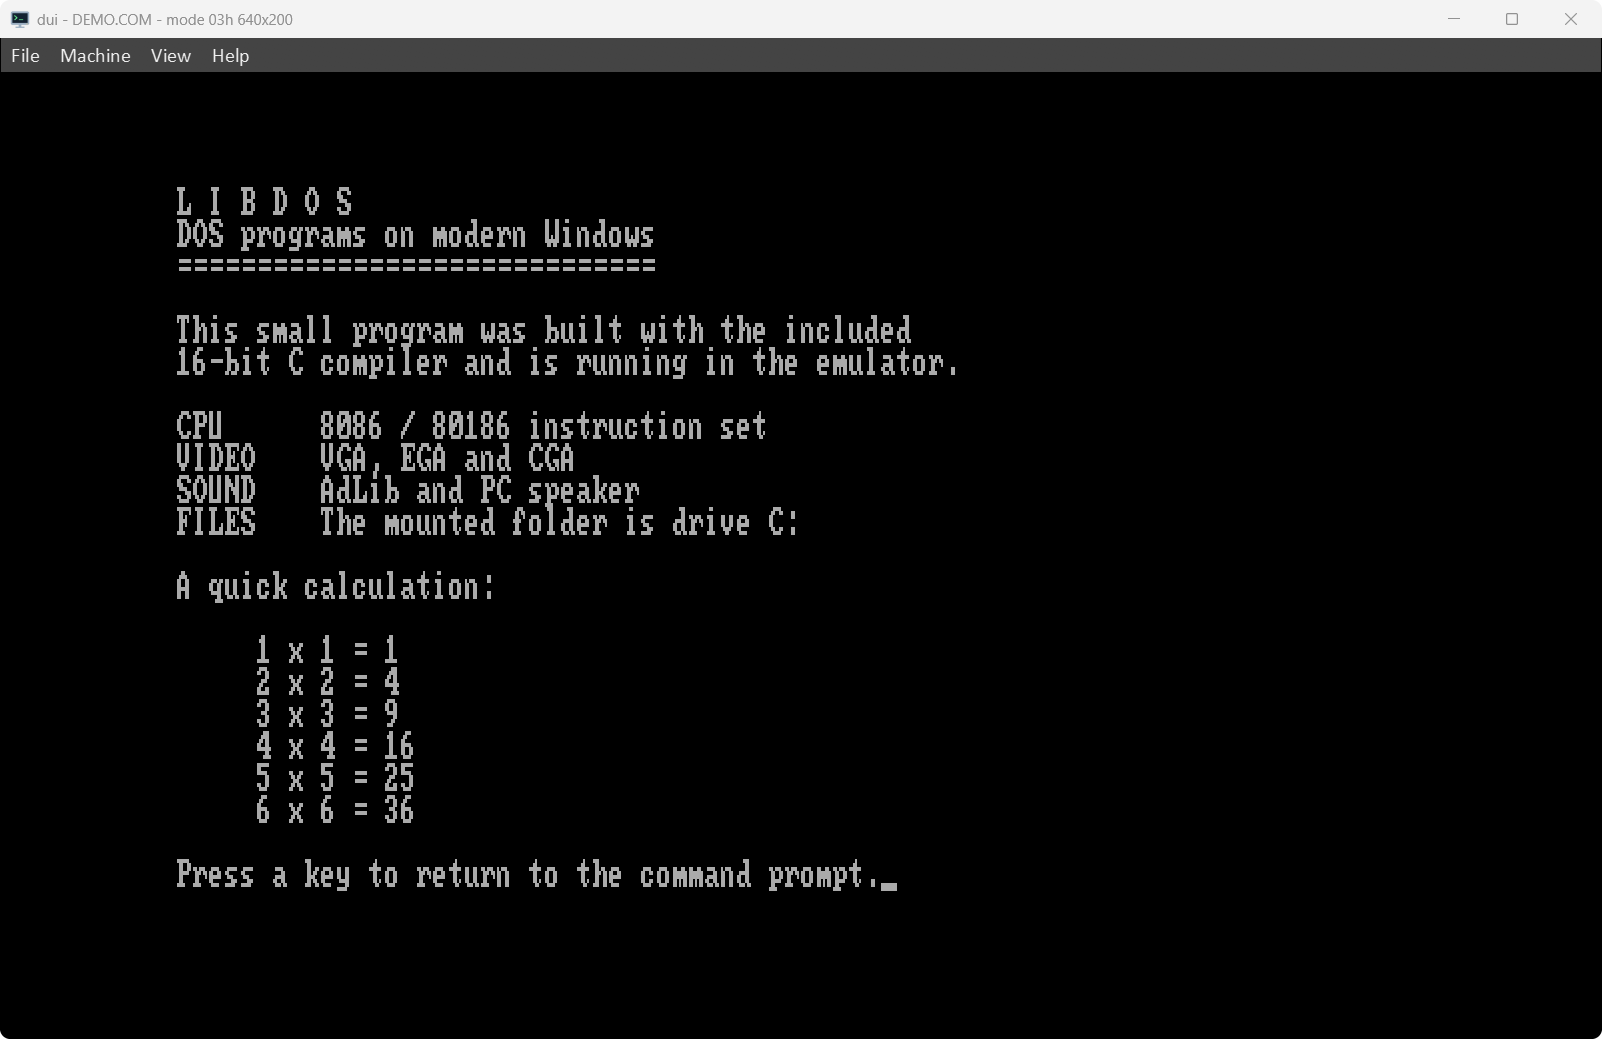 dui - DEMO.COM - mode 03h 640x200
File Machine View Help
L I B D O S
DOS programs on modern Windows
==============================
This small program was built with the included
16-bit C compiler and is running in the emulator.
CPU 8086 / 80186 instruction set
VIDEO VGA, EGA and CGA
SOUND AdLib and PC speaker
FILES The mounted folder is drive C:
A quick calculation:
1 x 1 = 1
2 x 2 = 4
3 x 3 = 9
4 x 4 = 16
5 x 5 = 25
6 x 6 = 36
Press a key to return to the command prompt._